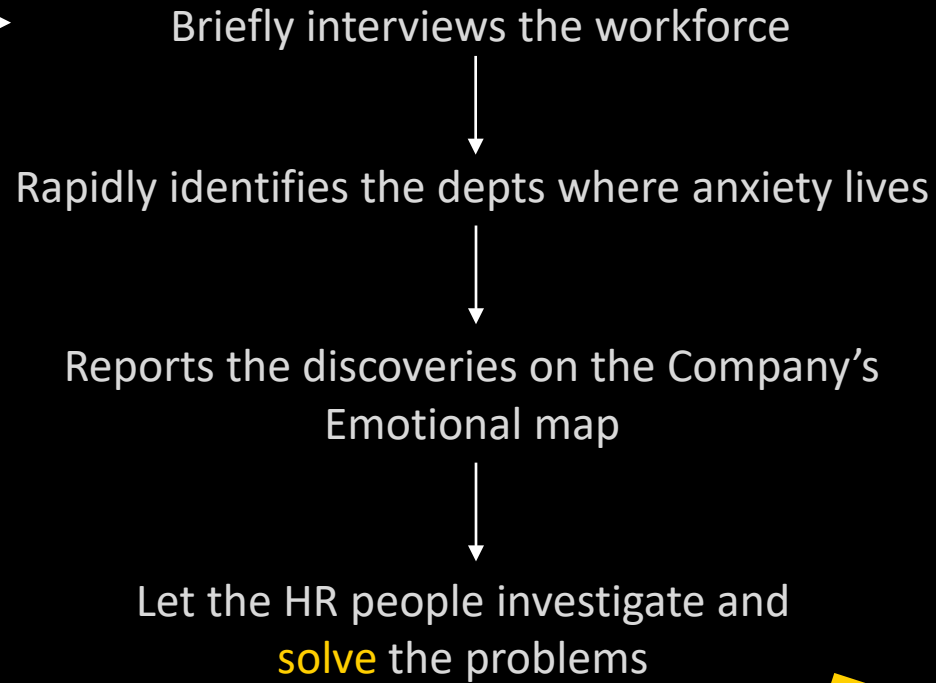 Briefly interviews the workforce
Rapidly identifies the depts where anxiety lives
Reports the discoveries on the Company’s
Emotional map
Let the HR people investigate and
solve the problems